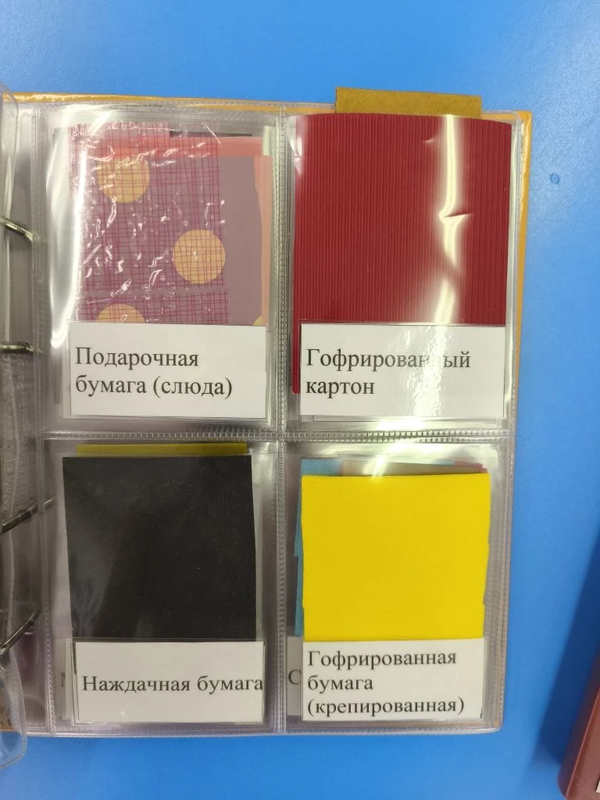 Подарочная
бумага (слюда)
Гофрированный
картон
Наждачная бумага
Гофрированная
бумага
(крепированная)